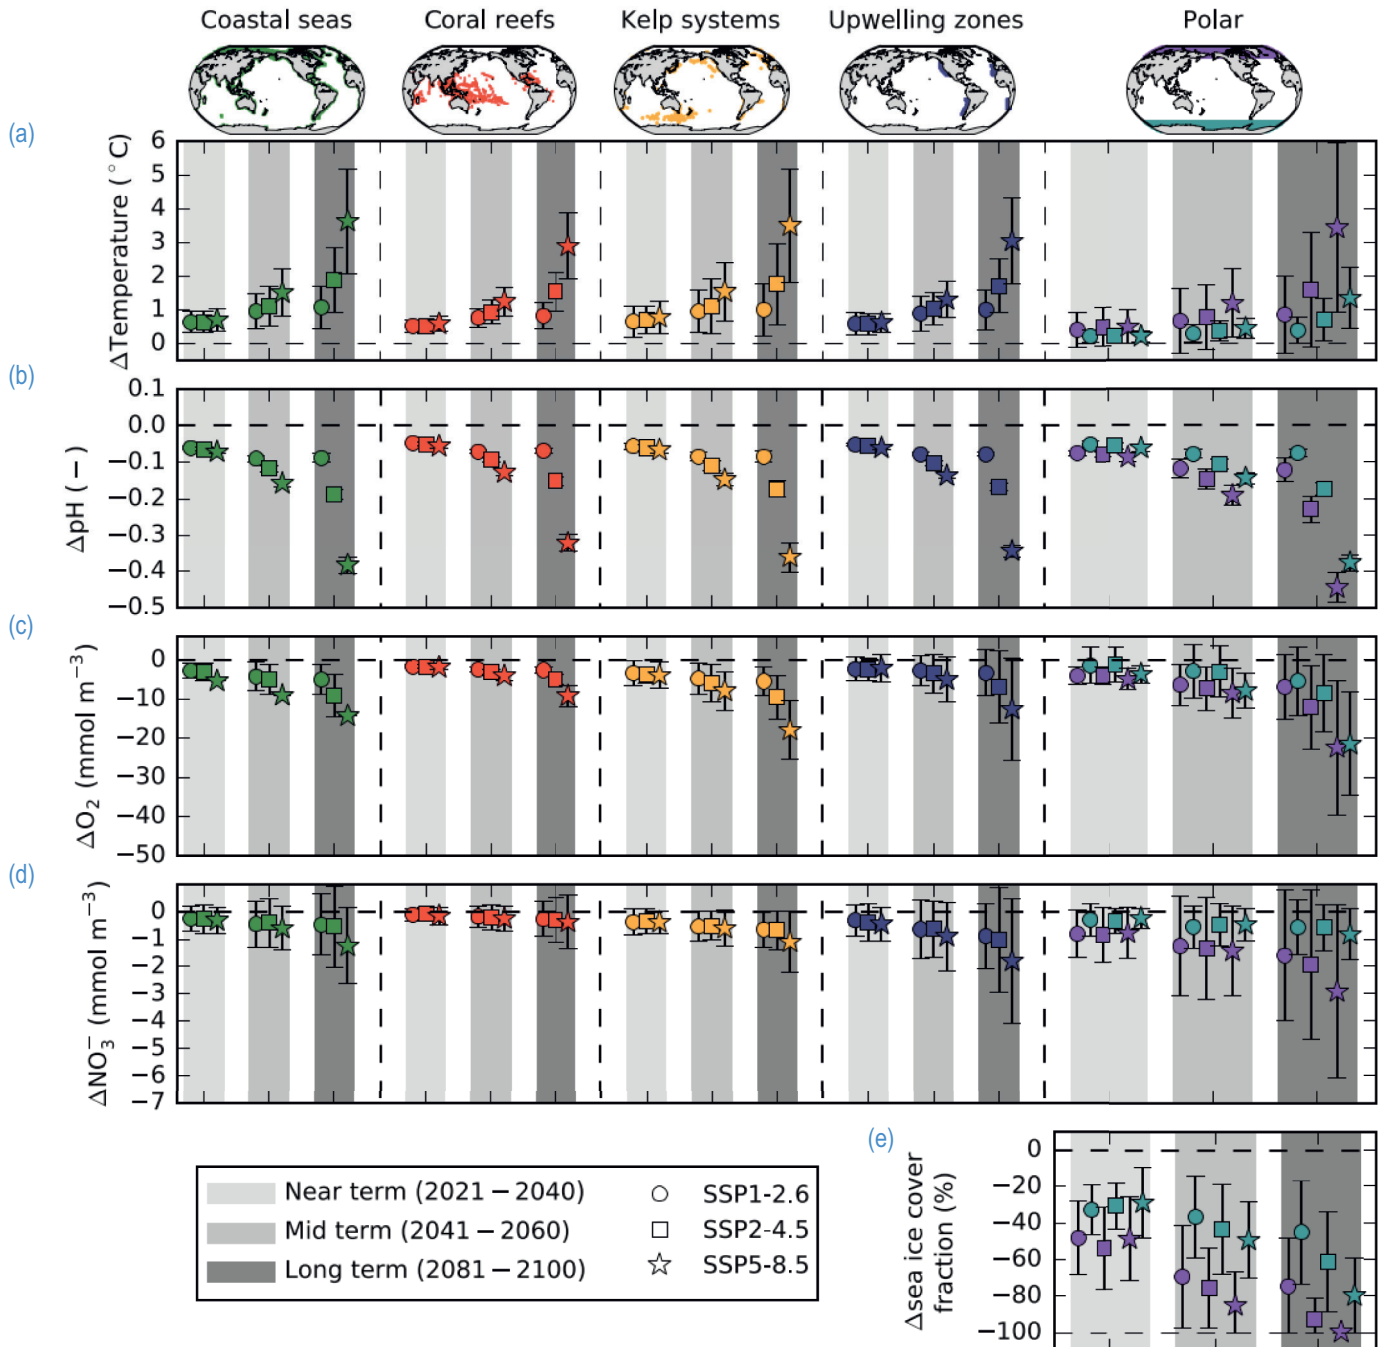 Coastal seas Coral reefs Kelp systems Upwelling zones Polar
(a)
ΔTemperature (°C)
6
5
4
3
2
1
0
(b)
ΔpH (−)
0.1
0.0
−0.1
−0.2
−0.3
−0.4
−0.5
(c)
ΔO₂ (mmol m⁻³)
0
−10
−20
−30
−40
−50
(d)
ΔNO₃⁻ (mmol m⁻³)
0
−1
−2
−3
−4
−5
−6
−7
(e)
Δsea ice cover
fraction (%)
0
−20
−40
−60
−80
−100
Near term (2021−2040) SSP1-2.6
Mid term (2041−2060) SSP2-4.5
Long term (2081−2100) SSP5-8.5